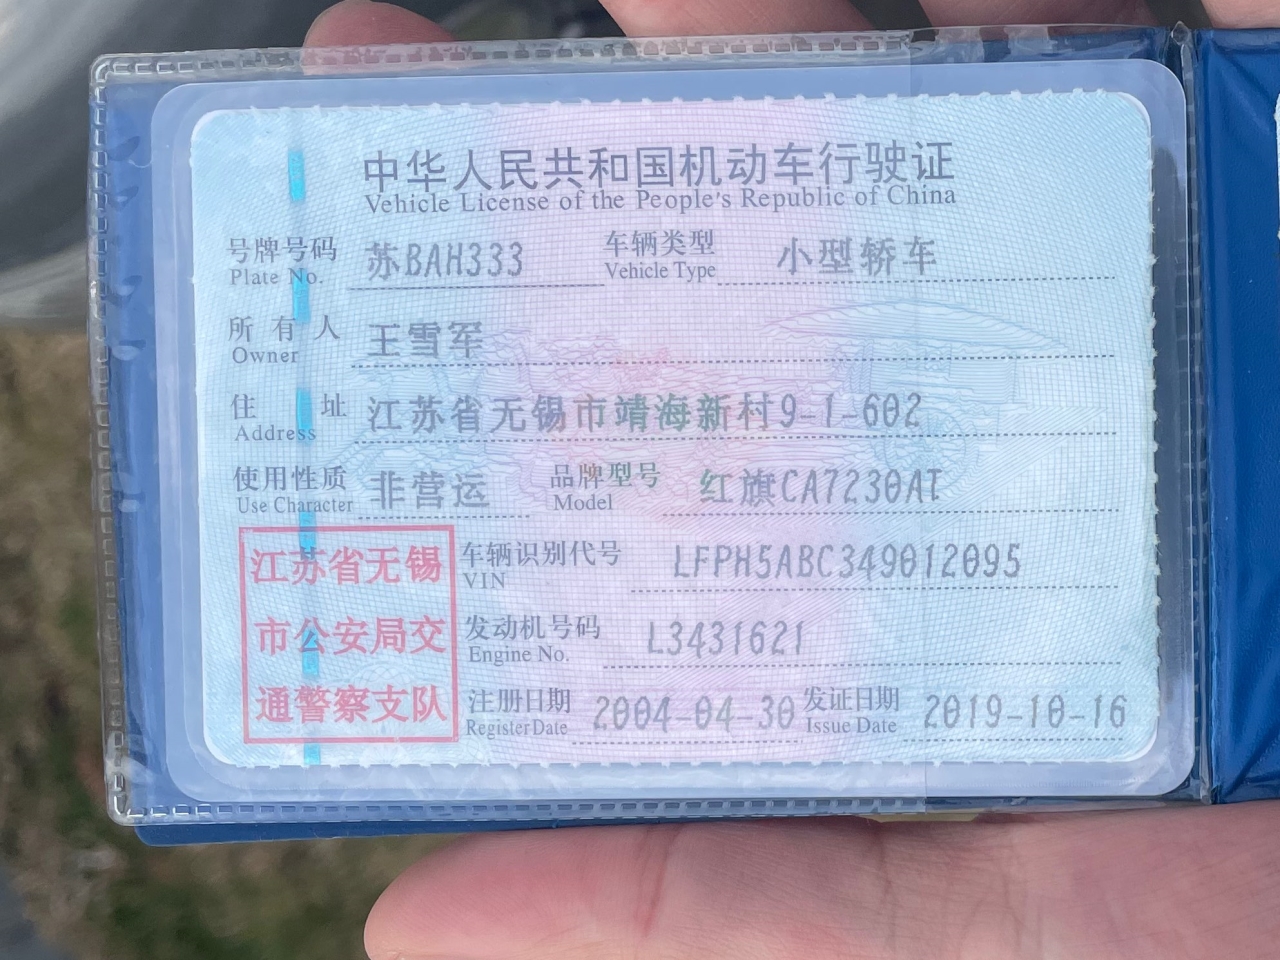 中华人民共和国机动车行驶证
Vehicle License of the People's Republic of China
号牌号码 苏BAH333 车辆类型 小型轿车
Plate No. Vehicle Type
所有人 王雪军
Owner
住址 江苏省无锡市靖海新村9-1-602
Address
使用性质 非营运 品牌型号 红旗CA7230AT
Use Character Model
江苏省无锡 车辆识别代号 LFPH5ABC349012095
VIN
市公安局交 发动机号码 L3431621
Engine No.
通警察支队 注册日期 2004-04-30 发证日期 2019-10-16
Register Date Issue Date